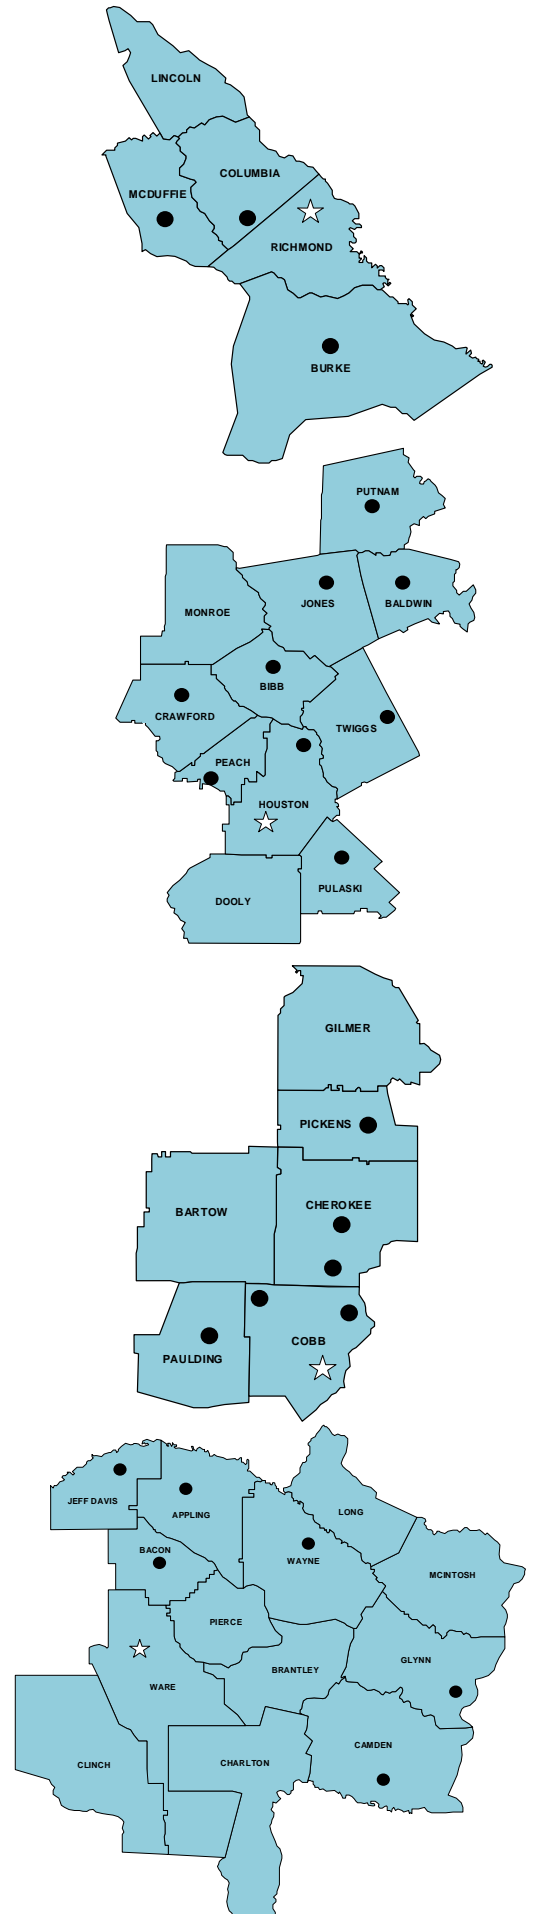 LINCOLN
COLUMBIA
MCDUFFIE
RICHMOND
BURKE
PUTNAM
JONES
BALDWIN
MONROE
BIBB
CRAWFORD
TWIGGS
PEACH
HOUSTON
PULASKI
DOOLY
GILMER
PICKENS
CHEROKEE
BARTOW
COBB
PAULDING
JEFF DAVIS
APPLING
LONG
BACON
WAYNE
MCINTOSH
PIERCE
GLYNN
BRANTLEY
WARE
CAMDEN
CLINCH
CHARLTON